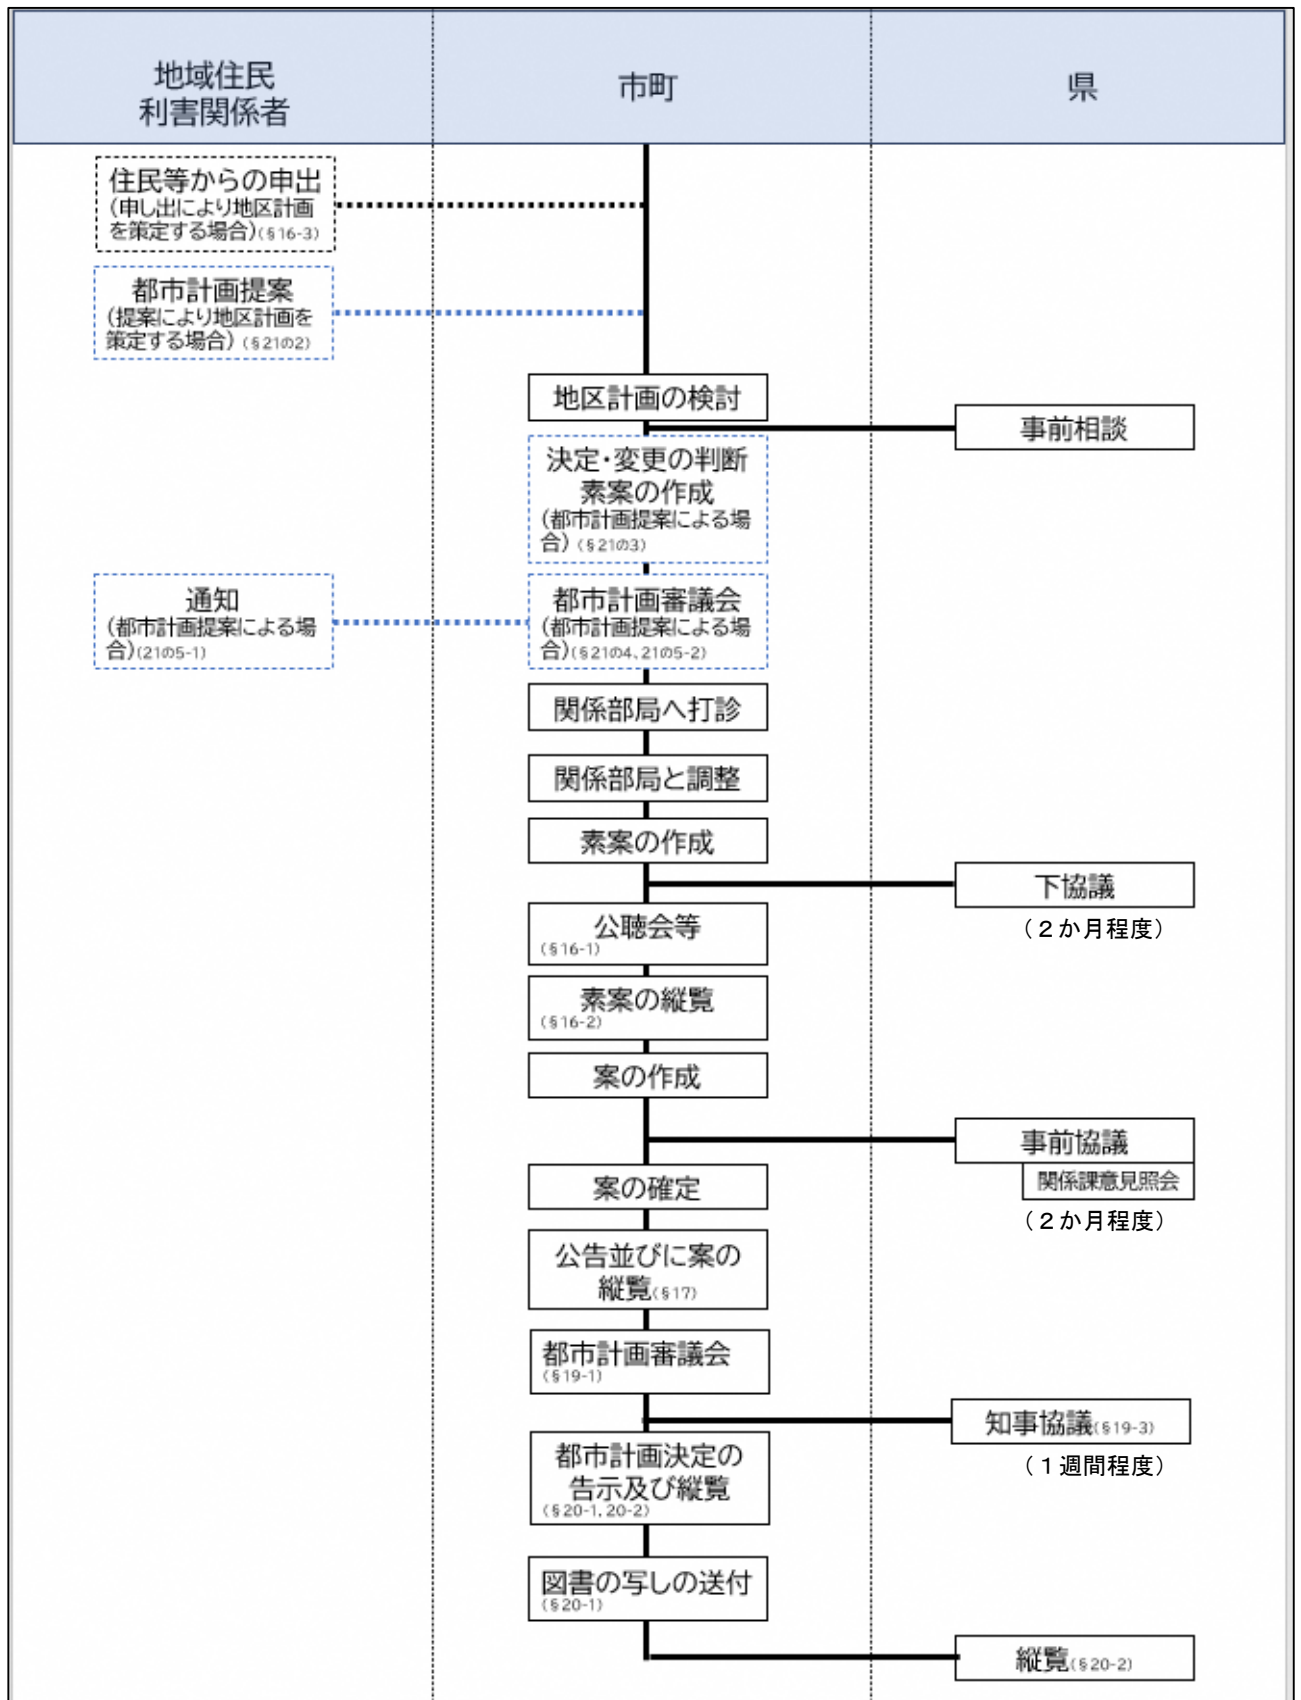 地域住民
利害関係者
市町
県
住民等からの申出
(申し出により地区計画
を策定する場合)(§16-3)
都市計画提案
(提案により地区計画を
策定する場合) (§21の2)
地区計画の検討
事前相談
決定・変更の判断
素案の作成
(都市計画提案による場
合) (§21の3)
通知
(都市計画提案による場
合)(21の5-1)
都市計画審議会
(都市計画提案による場
合)(§21の4、21の5-2)
関係部局へ打診
関係部局と調整
素案の作成
下協議
(２か月程度)
公聴会等
(§16-1)
素案の縦覧
(§16-2)
案の作成
事前協議
関係課意見照会
(２か月程度)
案の確定
公告並びに案の
縦覧(§17)
都市計画審議会
(§19-1)
知事協議(§19-3)
(１週間程度)
都市計画決定の
告示及び縦覧
(§20-1、20-2)
図書の写しの送付
(§20-1)
縦覧(§20-2)